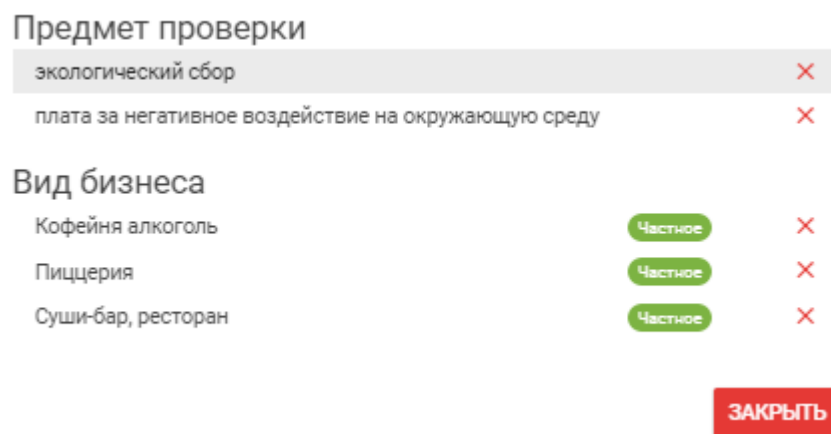 Предмет проверки
экологический сбор
плата за негативное воздействие на окружающую среду
Вид бизнеса
Кофейня алкоголь Частное
Пиццерия Частное
Суши-бар, ресторан Частное
ЗАКРЫТЬ